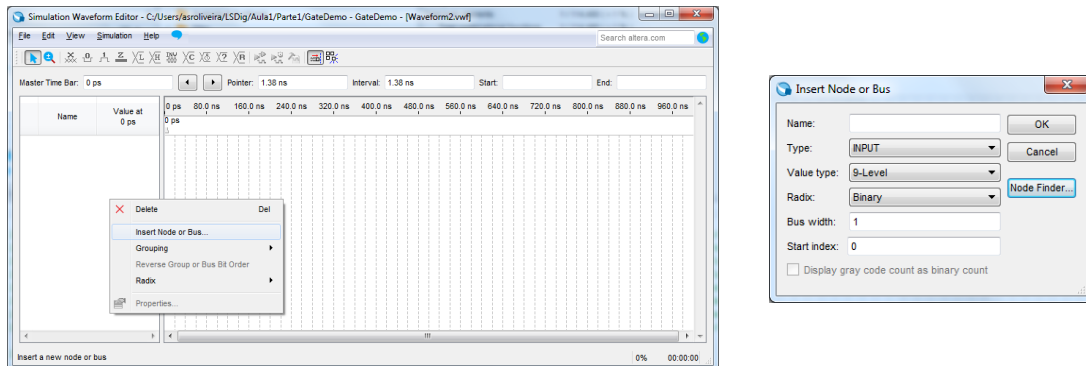 Simulation Waveform Editor - C:/Users/asroliveira/LSDig/Aula1/Parte1/GateDemo - GateDemo - [Waveform2.vwf]
File Edit View Simulation Help
Search altera.com
Master Time Bar: 0 ps Pointer: 1.38 ns Interval: 1.38 ns Start: End:
Name Value at 0 ps
0 ps 80.0 ns 160.0 ns 240.0 ns 320.0 ns 400.0 ns 480.0 ns 560.0 ns 640.0 ns 720.0 ns 800.0 ns 880.0 ns 960.0 ns
0 ps
Delete Del
Insert Node or Bus...
Grouping
Reverse Group or Bus Bit Order
Radix
Properties...
Insert a new node or bus 0% 00:00:00
Insert Node or Bus
Name: OK
Type: INPUT Cancel
Value type: 9-Level Node Finder...
Radix: Binary
Bus width: 1
Start index: 0
Display gray code count as binary count